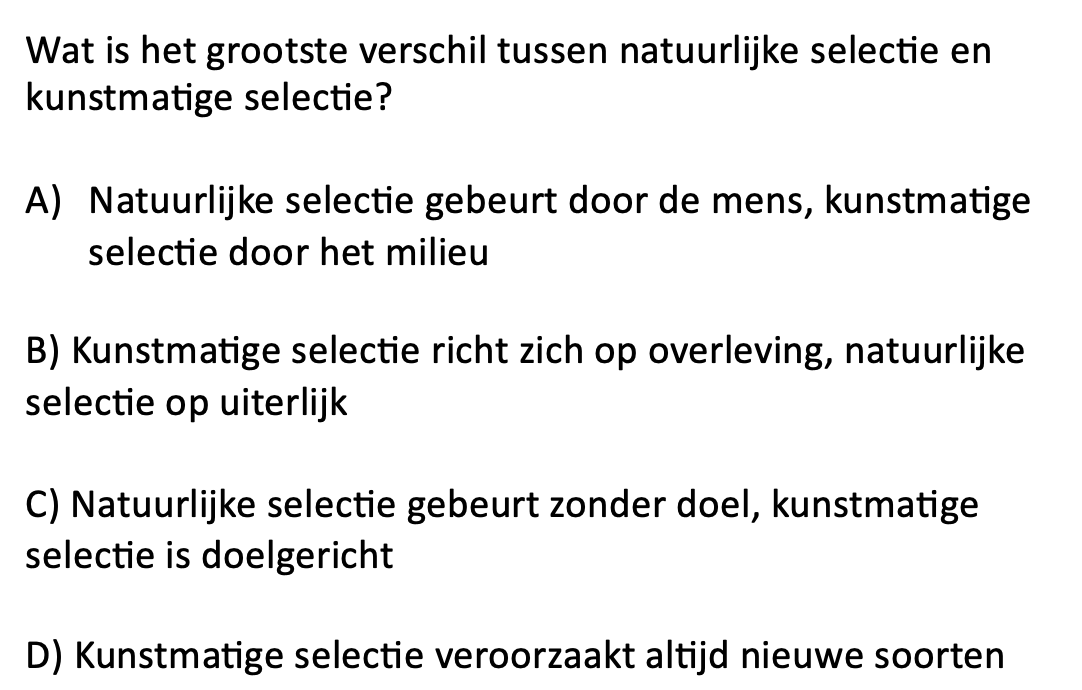 Wat is het grootste verschil tussen natuurlijke selectie en
kunstmatige selectie?
A) Natuurlijke selectie gebeurt door de mens, kunstmatige
selectie door het milieu
B) Kunstmatige selectie richt zich op overleving, natuurlijke
selectie op uiterlijk
C) Natuurlijke selectie gebeurt zonder doel, kunstmatige
selectie is doelgericht
D) Kunstmatige selectie veroorzaakt altijd nieuwe soorten